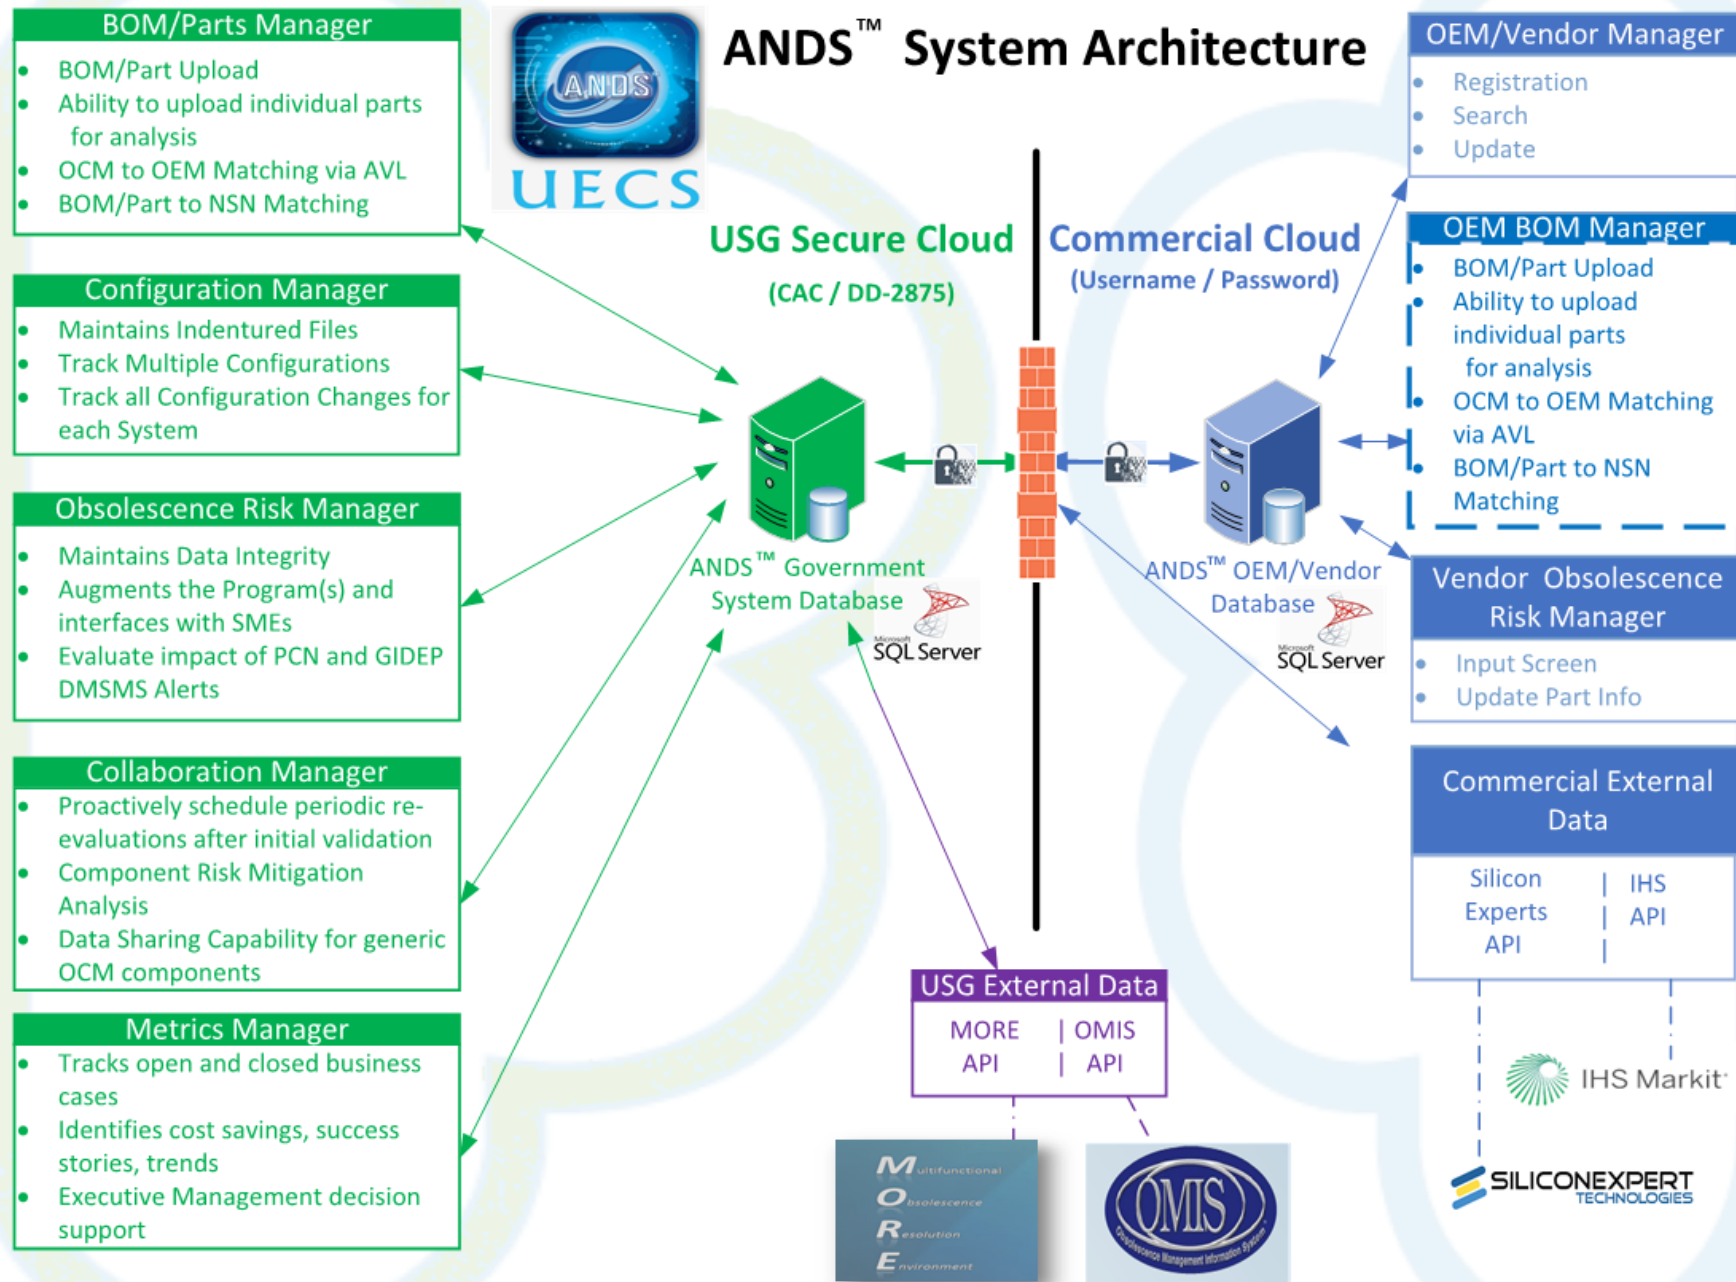 ANDS™ System Architecture
ANDS
UECS
BOM/Parts Manager
• BOM/Part Upload
• Ability to upload individual parts
for analysis
• OCM to OEM Matching via AVL
• BOM/Part to NSN Matching
Configuration Manager
• Maintains Indentured Files
• Track Multiple Configurations
• Track all Configuration Changes for
each System
Obsolescence Risk Manager
• Maintains Data Integrity
• Augments the Program(s) and
interfaces with SMEs
• Evaluate impact of PCN and GIDEP
DMSMS Alerts
Collaboration Manager
• Proactively schedule periodic re-
evaluations after initial validation
• Component Risk Mitigation
Analysis
• Data Sharing Capability for generic
OCM components
Metrics Manager
• Tracks open and closed business
cases
• Identifies cost savings, success
stories, trends
• Executive Management decision
support
USG Secure Cloud
(CAC / DD-2875)
Commercial Cloud
(Username / Password)
ANDS™ Government
System Database
Microsoft
SQL Server
ANDS™ OEM/Vendor
Database
Microsoft
SQL Server
USG External Data
MORE | OMIS
API | API
Multifunctional
Obsolescence
Resolution
Environment
OMIS
Obsolescence Management Information System
OEM/Vendor Manager
• Registration
• Search
• Update
OEM BOM Manager
• BOM/Part Upload
• Ability to upload
individual parts
for analysis
• OCM to OEM Matching
via AVL
• BOM/Part to NSN
Matching
Vendor Obsolescence
Risk Manager
• Input Screen
• Update Part Info
Commercial External
Data
Silicon | IHS
Experts | API
API |
IHS Markit
SILICONEXPERT
TECHNOLOGIES